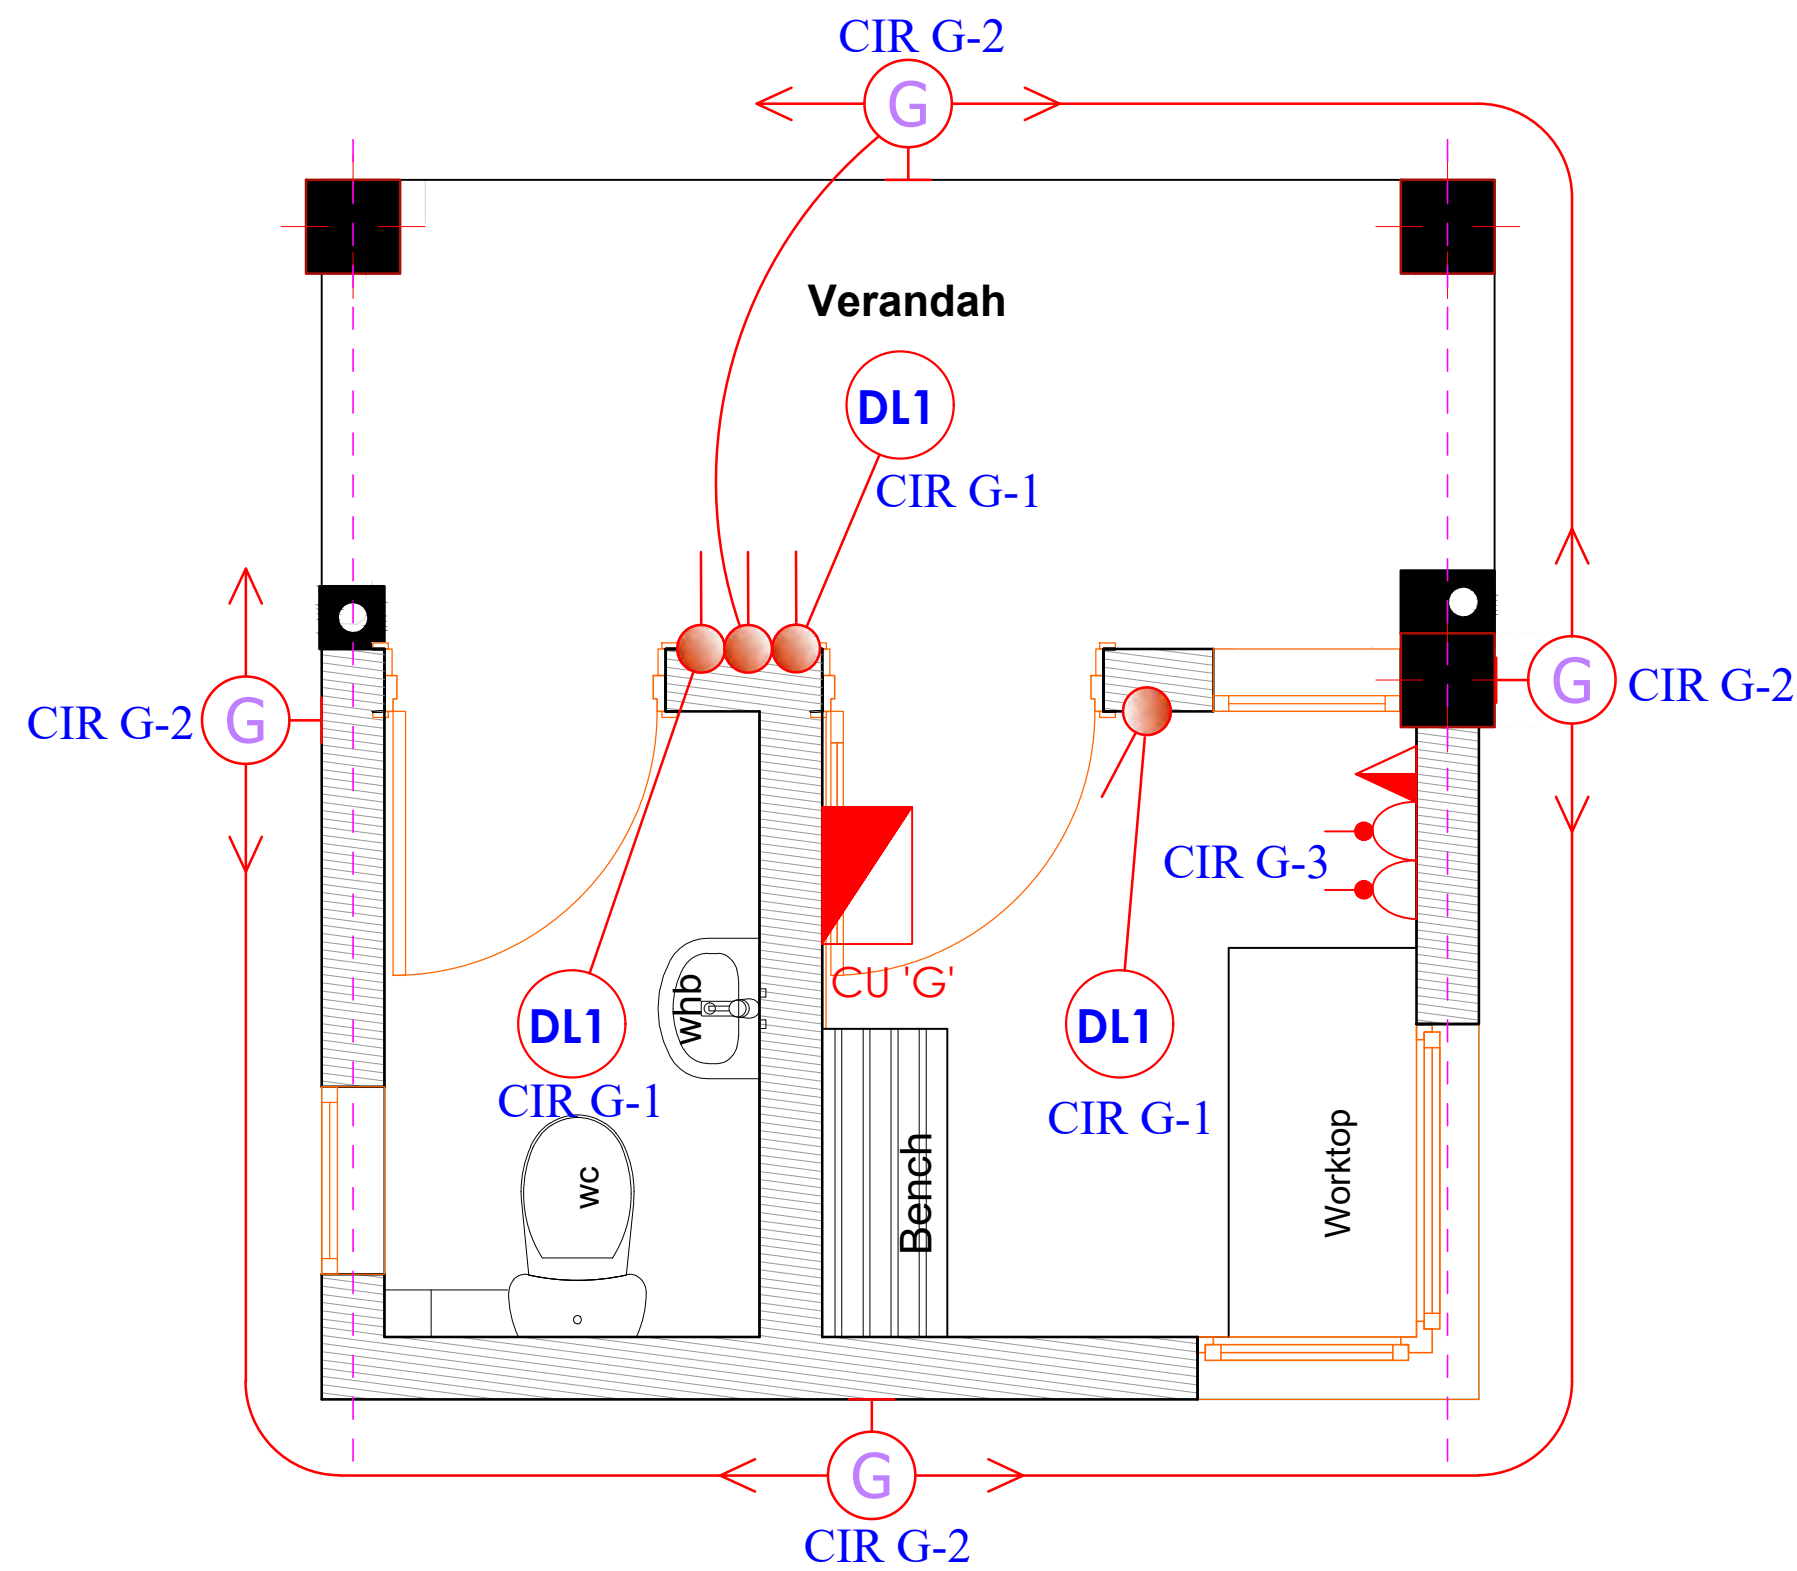 CIR G-2
G
Verandah
DL1
CIR G-1
CIR G-2
G
G
CIR G-2
CIR G-3
CU 'G'
whb
DL1
CIR G-1
DL1
CIR G-1
wc
Bench
Worktop
G
CIR G-2